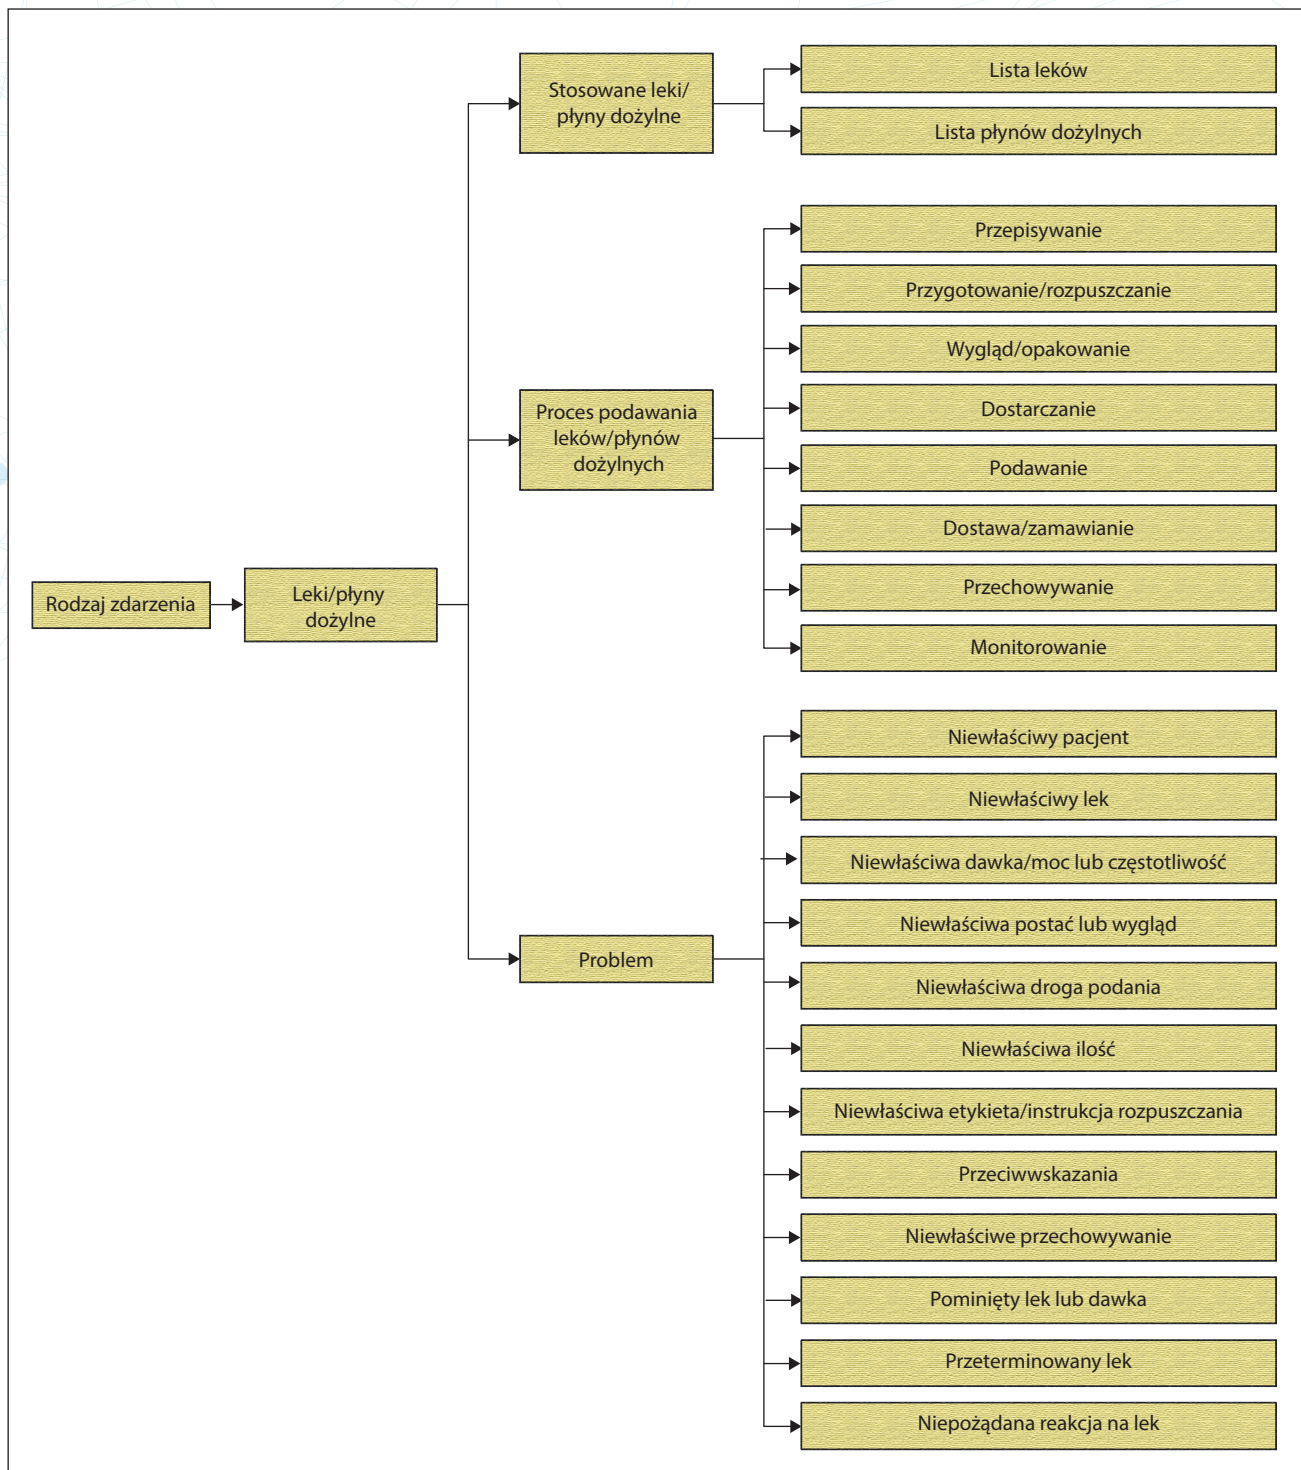 Rodzaj zdarzenia
Leki/płyny
dożylne
Stosowane leki/
płyny dożylne
Lista leków
Lista płynów dożylnych
Proces podawania
leków/płynów
dożylnych
Przepisywanie
Przygotowanie/rozpuszczanie
Wygląd/opakowanie
Dostarczanie
Podawanie
Dostawa/zamawianie
Przechowywanie
Monitorowanie
Problem
Niewłaściwy pacjent
Niewłaściwy lek
Niewłaściwa dawka/moc lub częstotliwość
Niewłaściwa postać lub wygląd
Niewłaściwa droga podania
Niewłaściwa ilość
Niewłaściwa etykieta/instrukcja rozpuszczania
Przeciwwskazania
Niewłaściwe przechowywanie
Pominięty lek lub dawka
Przeterminowany lek
Niepożądana reakcja na lek